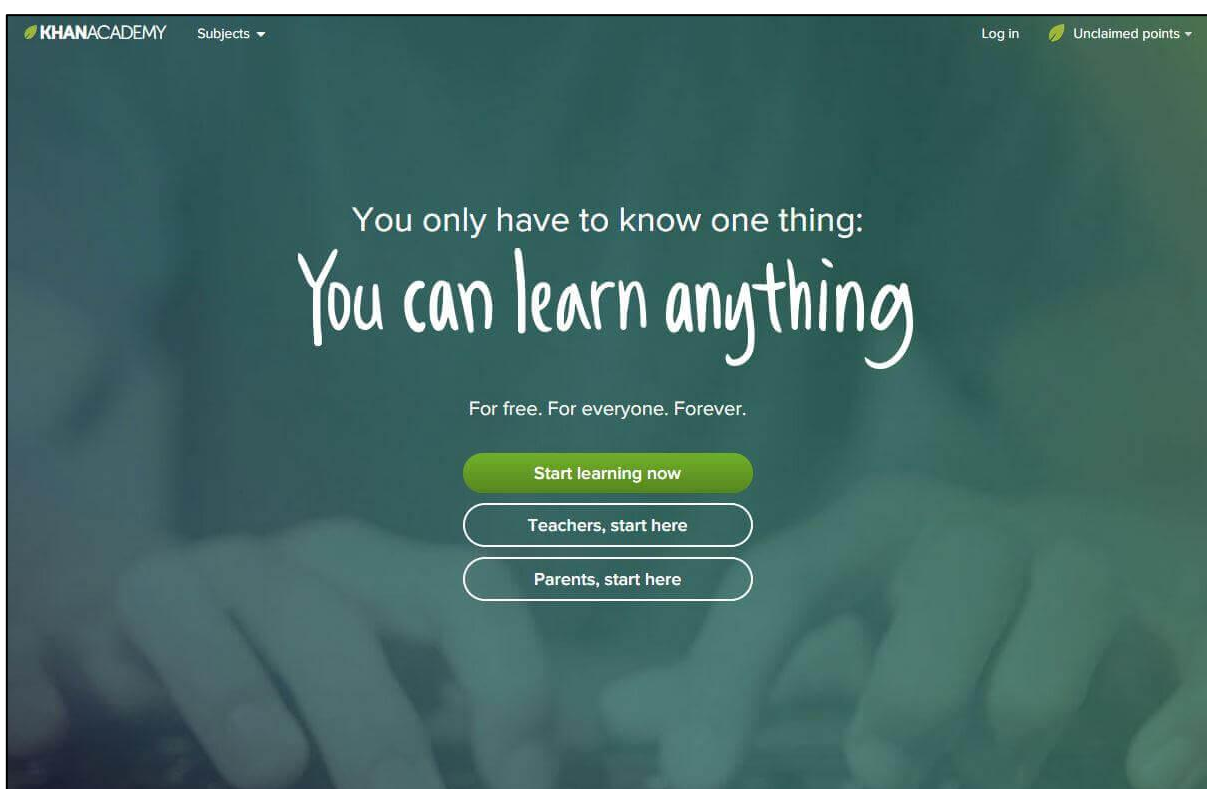 KHANACADEMY Subjects Log in Unclaimed points
You only have to know one thing:
You can learn anything
For free. For everyone. Forever.
Start learning now
Teachers, start here
Parents, start here